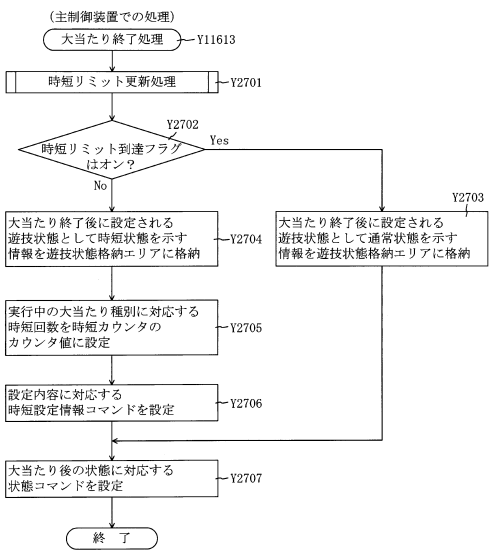 (主制御装置での処理)
大当たり終了処理
Y11613
時短リミット更新処理
Y2701
Y2702
時短リミット到達フラグ
はオン?
Yes
No
Y2703
大当たり終了後に設定される
遊技状態として時短状態を示す
情報を遊技状態格納エリアに格納
Y2704
大当たり終了後に設定される
遊技状態として通常状態を示す
情報を遊技状態格納エリアに格納
実行中の大当たり種別に対応する
時短回数を時短カウンタの
カウンタ値に設定
Y2705
設定内容に対応する
時短設定情報コマンドを設定
Y2706
大当たり後の状態に対応する
状態コマンドを設定
Y2707
終 了